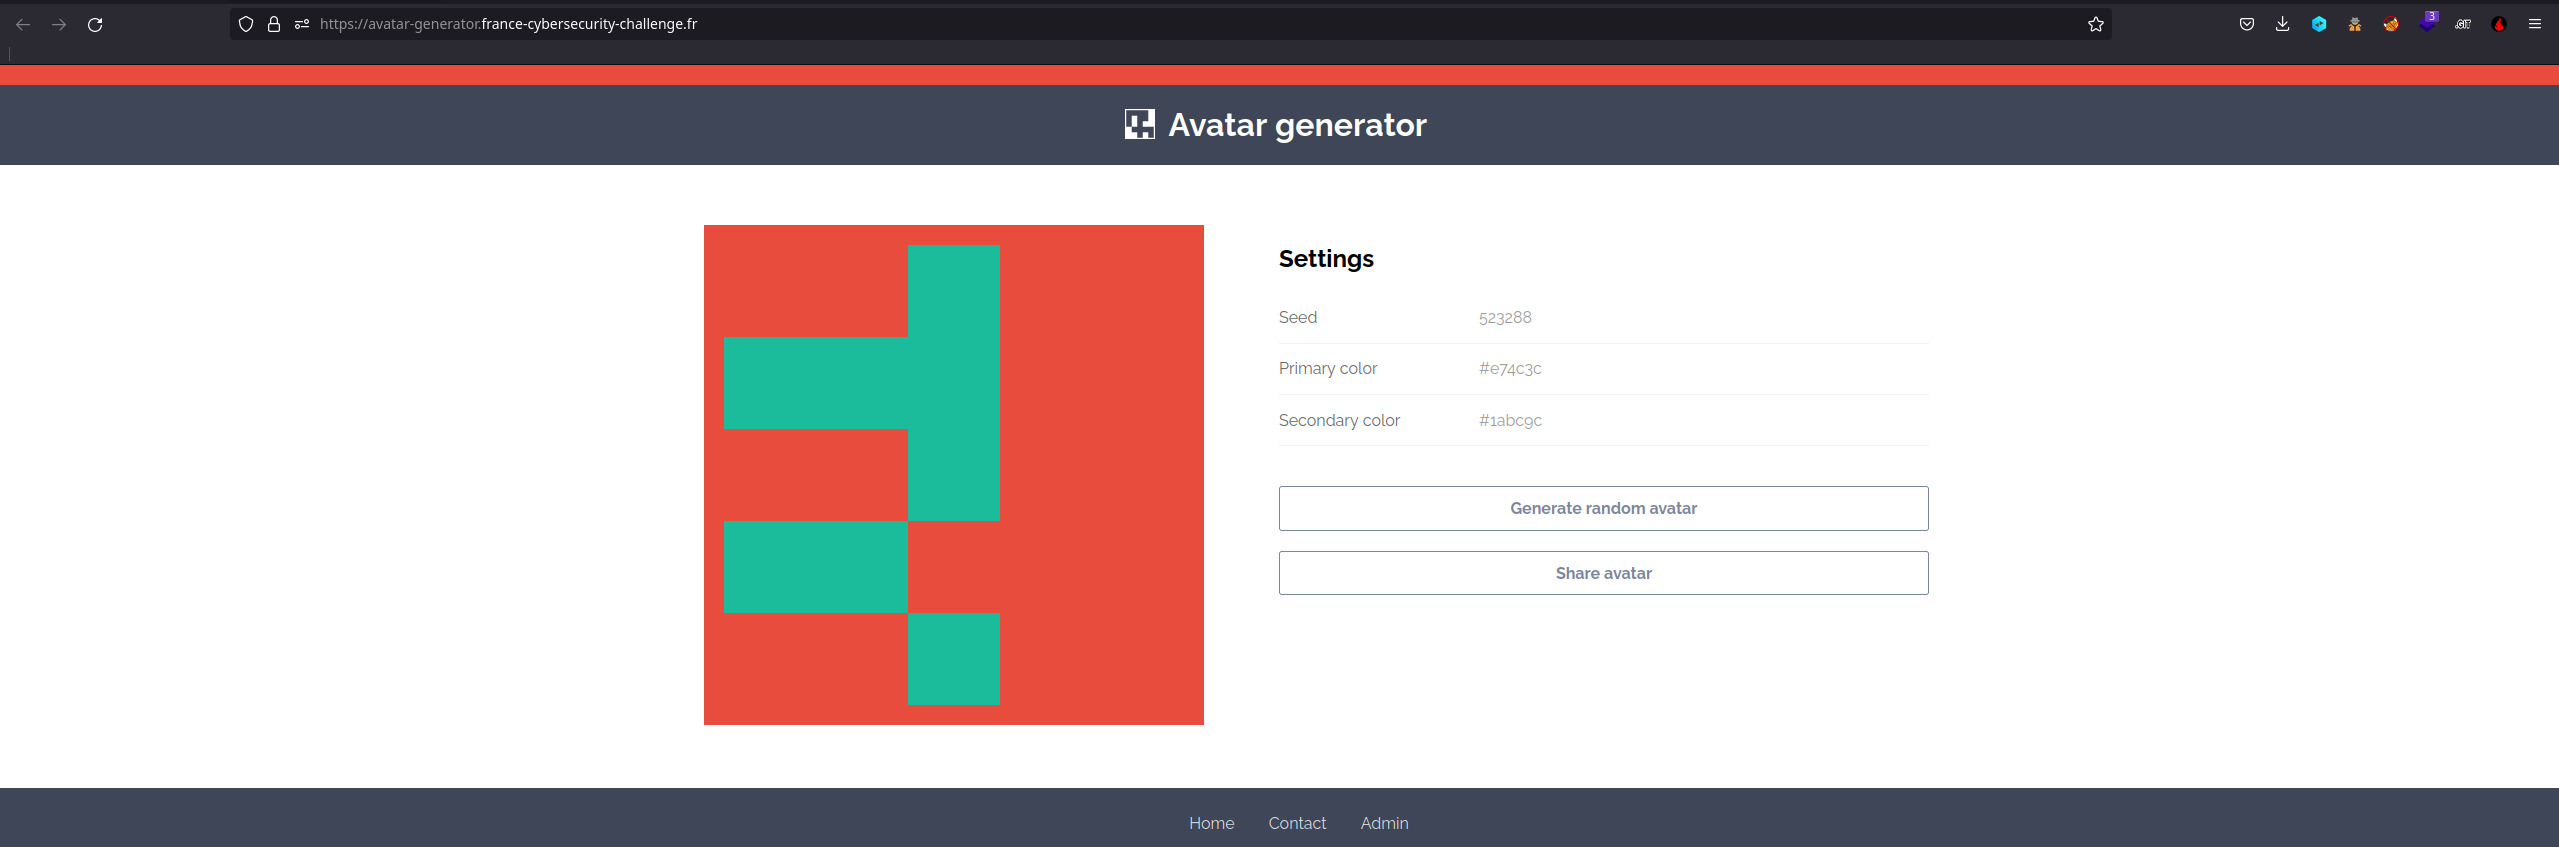 https://avatar-generator.france-cybersecurity-challenge.fr
3
.GIT
Avatar generator
Settings
Seed 523288
Primary color #e74c3c
Secondary color #1abc9c
Generate random avatar
Share avatar
Home Contact Admin